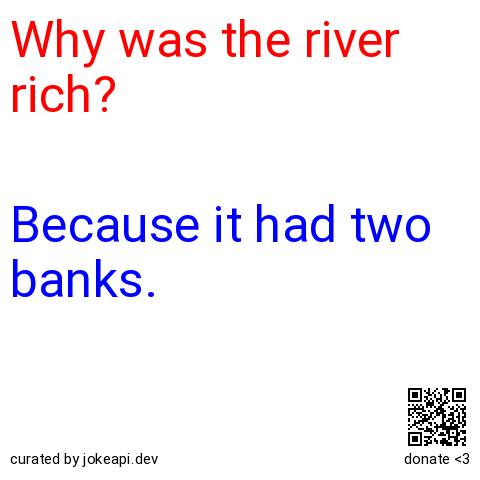 Why was the river
rich?
Because it had two
banks.
curated by jokeapi.dev
donate <3